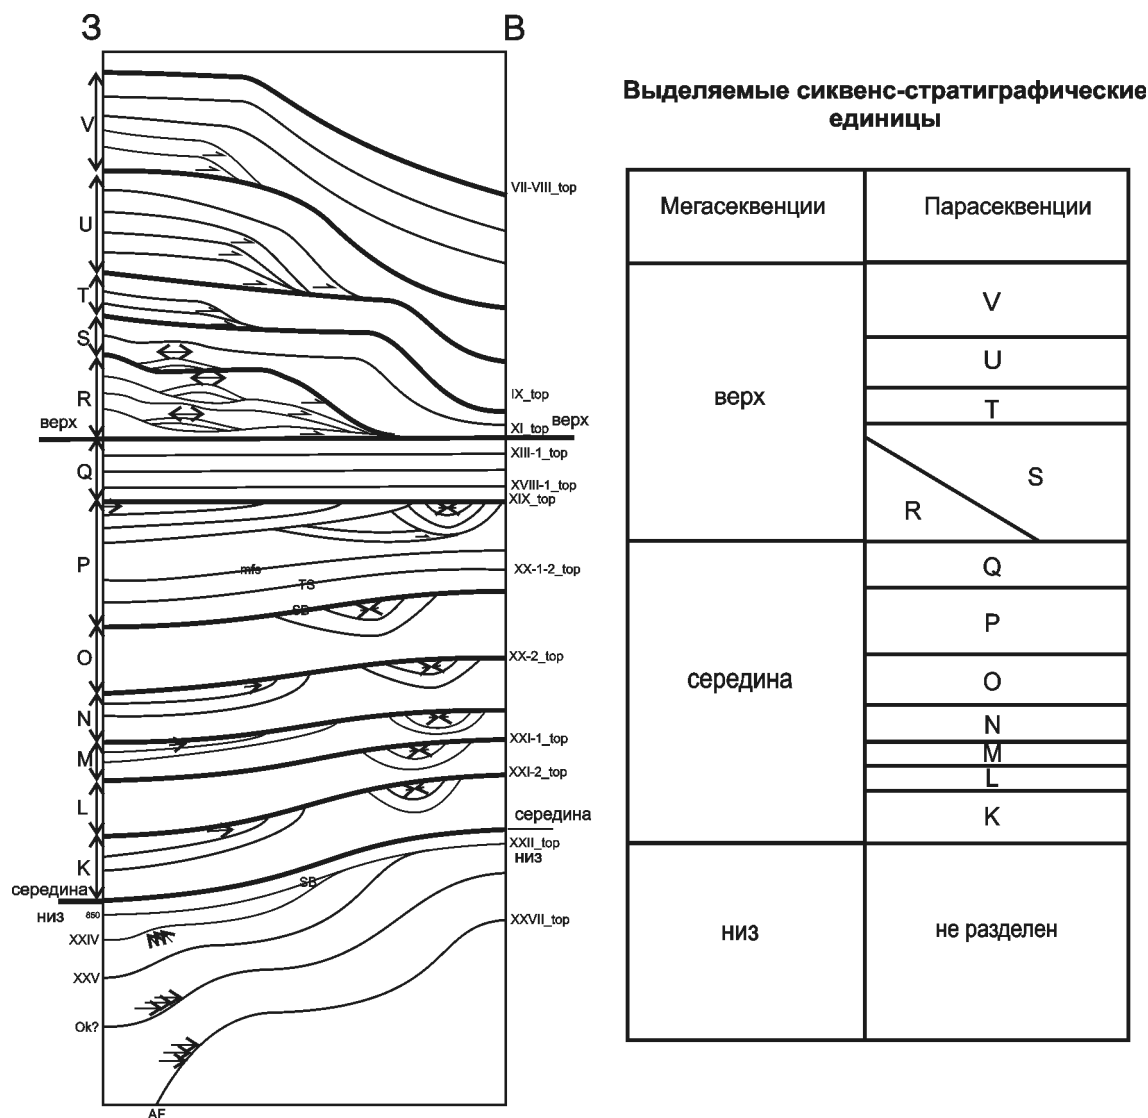 З
В
V
U
T
S
R
верх
Q
P
O
N
M
L
K
середина
низ
650
XXIV
XXV
Ok?
AF
mfs
TS
SB
SB
VII-VIII_top
IX_top
XI_top
верх
XIII-1_top
XVIII-1_top
XIX_top
XX-1-2_top
XX-2_top
XXI-1_top
XXI-2_top
середина
XXII_top
низ
XXVII_top
Выделяемые сиквенс-стратиграфические
единицы
Мегасеквенции
Парасеквенции
верх
V
U
T
S
R
середина
Q
P
O
N
M
L
K
низ
не разделен